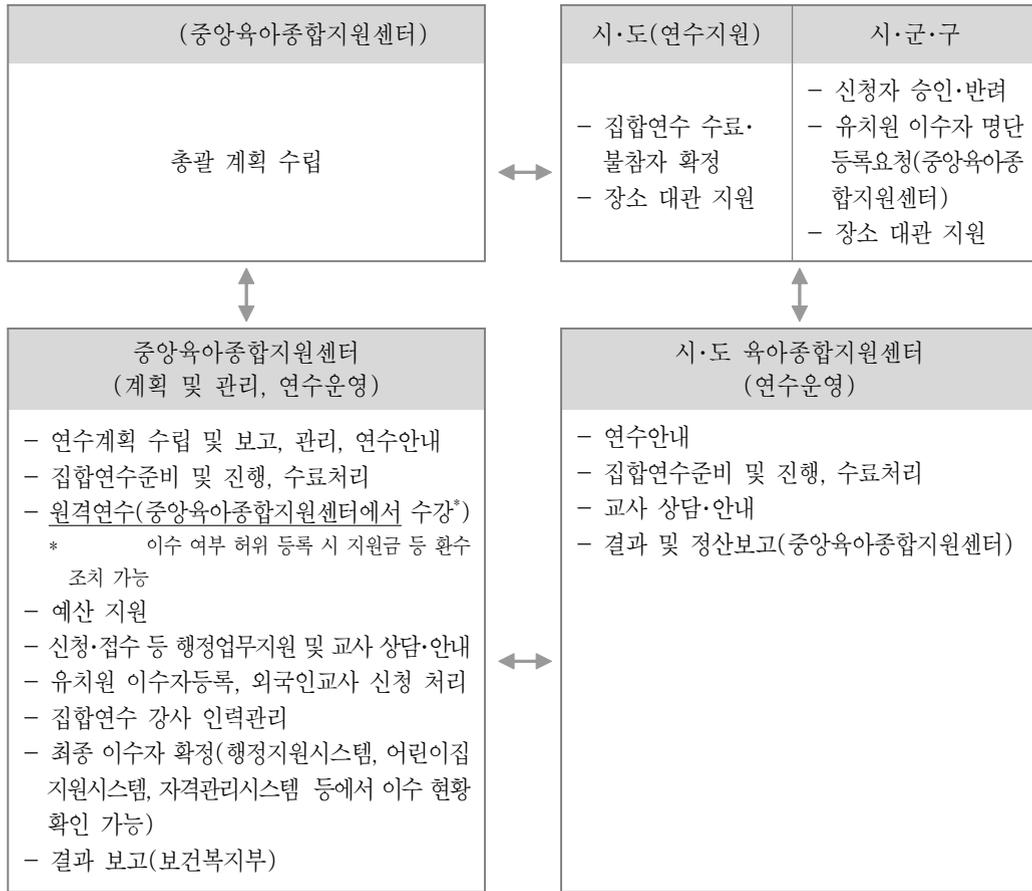 (중앙육아종합지원센터)
총괄 계획 수립
시·도(연수지원)
- 집합연수 수료·
불참자 확정
- 장소 대관 지원
시·군·구
- 신청자 승인·반려
- 유치원 이수자 명단
등록요청(중앙육아종
합지원센터)
- 장소 대관 지원
중앙육아종합지원센터
(계획 및 관리, 연수운영)
- 연수계획 수립 및 보고, 관리, 연수안내
- 집합연수준비 및 진행, 수료처리
- 원격연수(중앙육아종합지원센터에서 수강*)
* 이수 여부 허위 등록 시 지원금 등 환수
조치 가능
- 예산 지원
- 신청·접수 등 행정업무지원 및 교사 상담·안내
- 유치원 이수자등록, 외국인교사 신청 처리
- 집합연수 강사 인력관리
- 최종 이수자 확정(행정지원시스템, 어린이집
지원시스템, 자격관리시스템 등에서 이수 현황
확인 가능)
- 결과 보고(보건복지부)
시·도 육아종합지원센터
(연수운영)
- 연수안내
- 집합연수준비 및 진행, 수료처리
- 교사 상담·안내
- 결과 및 정산보고(중앙육아종합지원센터)